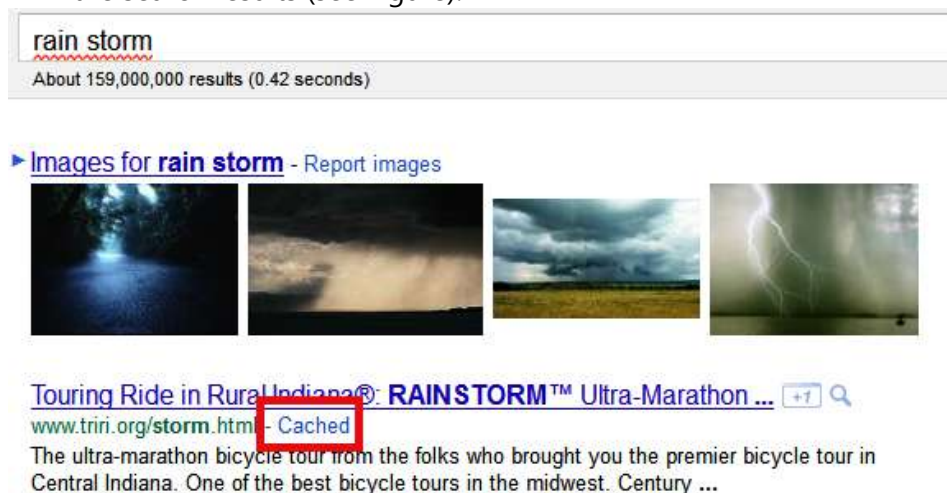 rain storm
About 159,000,000 results (0.42 seconds)
Images for rain storm - Report images
Touring Ride in Rural Indiana®: RAINSTORM™ Ultra-Marathon ... +1
www.triri.org/storm.html - Cached
The ultra-marathon bicycle tour from the folks who brought you the premier bicycle tour in
Central Indiana. One of the best bicycle tours in the midwest. Century ...